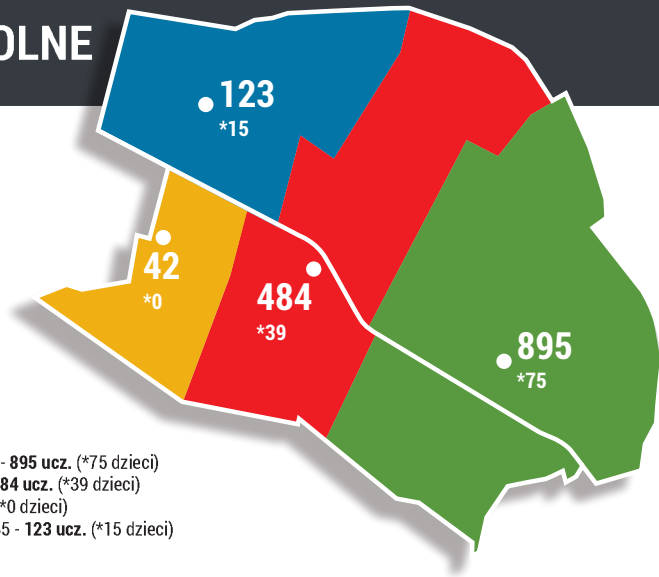 OLNE
123
*15
42
*0
484
*39
895
*75
- 895 ucz. (*75 dzieci)
84 ucz. (*39 dzieci)
*0 dzieci)
5 - 123 ucz. (*15 dzieci)